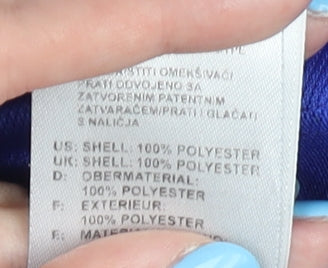 KORISTITI OMEKŠIVAČ/
PRATI ODVOJENO SA
ZATVORENIM PATENTNIM
ZATVARAČEM/PRATI I GLAČATI
S NALIČJA
US: SHELL: 100% POLYESTER
UK: SHELL: 100% POLYESTER
D: OBERMATERIAL:
100% POLYESTER
F: EXTERIEUR:
100% POLYESTER
E: